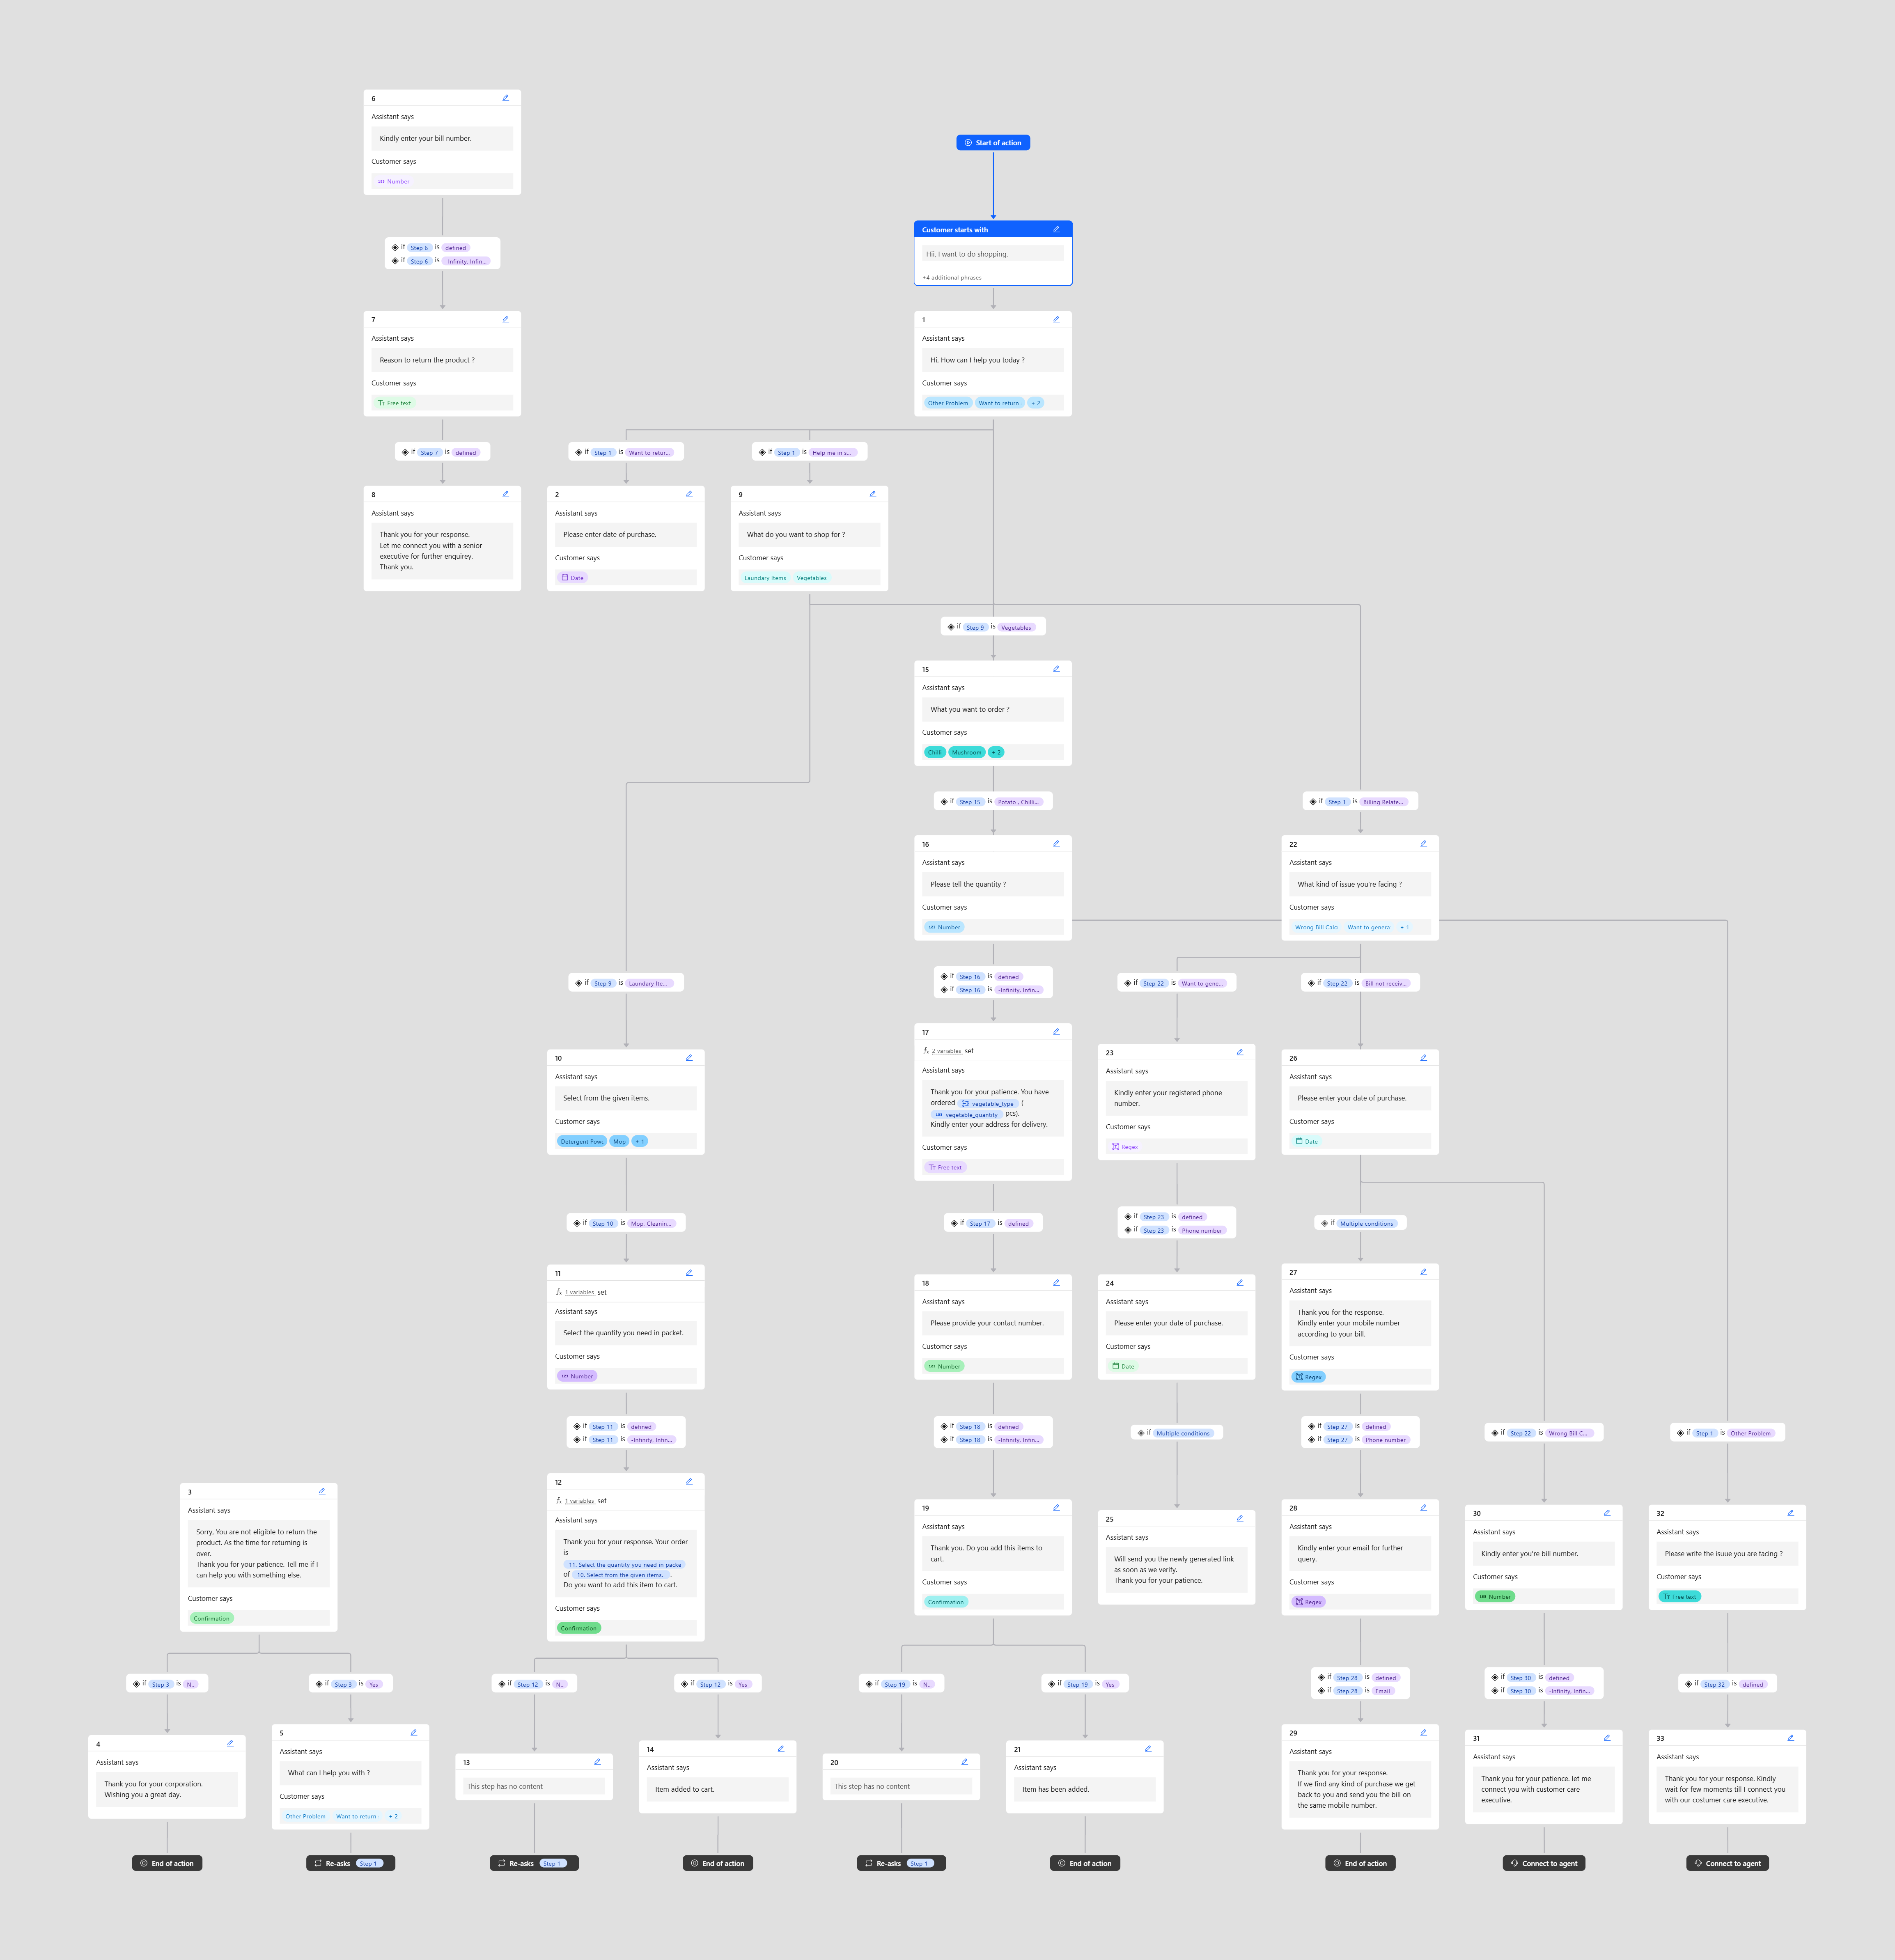 6
Assistant says
Kindly enter your bill number.
Customer says
Number
if Step 6 is defined
if Step 6 is -Infinity, Infin...
7
Assistant says
Reason to return the product ?
Customer says
Free text
if Step 7 is defined
8
Assistant says
Thank you for your response.
Let me connect you with a senior
executive for further enquirey.
Thank you.
Start of action
Customer starts with
Hii, I want to do shopping.
+4 additional phrases
1
Assistant says
Hi, How can I help you today ?
Customer says
Other Problem Want to return + 2
if Step 1 is Want to retur...
2
Assistant says
Please enter date of purchase.
Customer says
Date
if Step 1 is Help me in s...
9
Assistant says
What do you want to shop for ?
Customer says
Laundary Items Vegetables
if Step 9 is Vegetables
15
Assistant says
What you want to order ?
Customer says
Chilli Mushroom + 2
if Step 15 is Potato , Chilli...
16
Assistant says
Please tell the quantity ?
Customer says
Number
if Step 16 is defined
if Step 16 is -Infinity, Infin...
17
2 variables set
Assistant says
Thank you for your patience. You have
ordered vegetable_type (
vegetable_quantity pcs).
Kindly enter your address for delivery.
Customer says
Free text
if Step 17 is defined
18
Assistant says
Please provide your contact number.
Customer says
Number
if Step 18 is defined
if Step 18 is -Infinity, Infin...
19
Assistant says
Thank you. Do you add this items to
cart.
Customer says
Confirmation
if Step 19 is N..
20
This step has no content
Re-asks Step 1
if Step 19 is Yes
21
Assistant says
Item has been added.
End of action
if Step 1 is Billing Relate...
22
Assistant says
What kind of issue you're facing ?
Customer says
Wrong Bill Calc Want to genera + 1
if Step 22 is Want to gene...
23
Assistant says
Kindly enter your registered phone
number.
Customer says
Regex
if Step 23 is defined
if Step 23 is Phone number
24
Assistant says
Please enter your date of purchase.
Customer says
Date
if Multiple conditions
25
Assistant says
Will send you the newly generated link
as soon as we verify.
Thank you for your patience.
if Step 22 is Bill not receiv...
26
Assistant says
Please enter your date of purchase.
Customer says
Date
if Multiple conditions
27
Assistant says
Thank you for the response.
Kindly enter your mobile number
according to your bill.
Customer says
Regex
if Step 27 is defined
if Step 27 is Phone number
28
Assistant says
Kindly enter your email for further
query.
Customer says
Regex
if Step 28 is defined
if Step 28 is Email
29
Assistant says
Thank you for your response.
If we find any kind of purchase we get
back to you and send you the bill on
the same mobile number.
End of action
if Step 22 is Wrong Bill C...
30
Assistant says
Kindly enter you're bill number.
Customer says
Number
if Step 30 is defined
if Step 30 is -Infinity, Infin...
31
Assistant says
Thank you for your patience. let me
connect you with customer care
executive.
Connect to agent
if Step 1 is Other Problem
32
Assistant says
Please write the isuue you are facing ?
Customer says
Free text
if Step 32 is defined
33
Assistant says
Thank you for your response. Kindly
wait for few moments till I connect you
with our costumer care executive.
Connect to agent
if Step 9 is Laundary Ite...
10
Assistant says
Select from the given items.
Customer says
Detergent Powd Mop + 1
if Step 10 is Mop, Cleanin...
11
1 variables set
Assistant says
Select the quantity you need in packet.
Customer says
Number
if Step 11 is defined
if Step 11 is -Infinity, Infin...
12
1 variables set
Assistant says
Thank you for your response. Your order
is
11. Select the quantity you need in packe
of 10. Select from the given items. .
Do you want to add this item to cart.
Customer says
Confirmation
if Step 12 is N..
13
This step has no content
Re-asks Step 1
if Step 12 is Yes
14
Assistant says
Item added to cart.
End of action
3
Assistant says
Sorry, You are not eligible to return the
product. As the time for returning is
over.
Thank you for your patience. Tell me if I
can help you with something else.
Customer says
Confirmation
if Step 3 is N..
4
Assistant says
Thank you for your corporation.
Wishing you a great day.
End of action
if Step 3 is Yes
5
Assistant says
What can I help you with ?
Customer says
Other Problem Want to return + 2
Re-asks Step 1